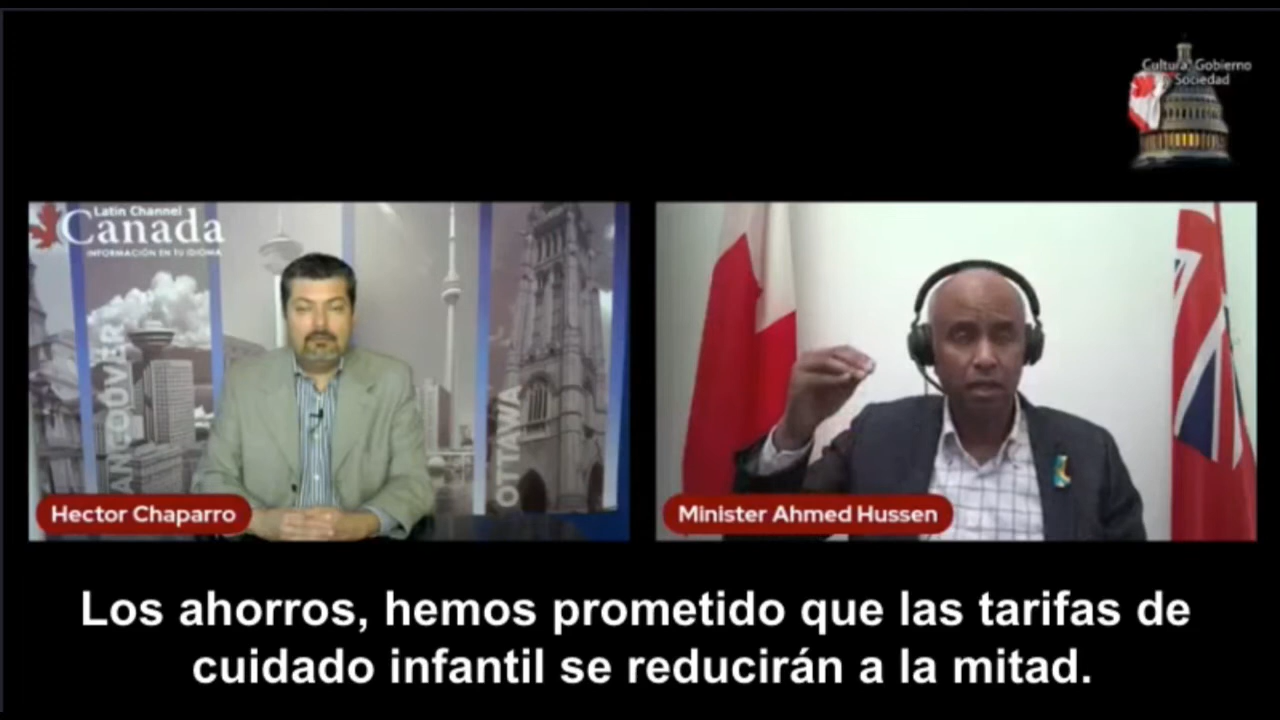 Cultura, Gobierno
y Sociedad
Latin Channel
Canada
INFORMACIÓN EN TU IDIOMA
VANCOUVER
OTTAWA
Hector Chaparro
Minister Ahmed Hussen
Los ahorros, hemos prometido que las tarifas de
cuidado infantil se reducirán a la mitad.